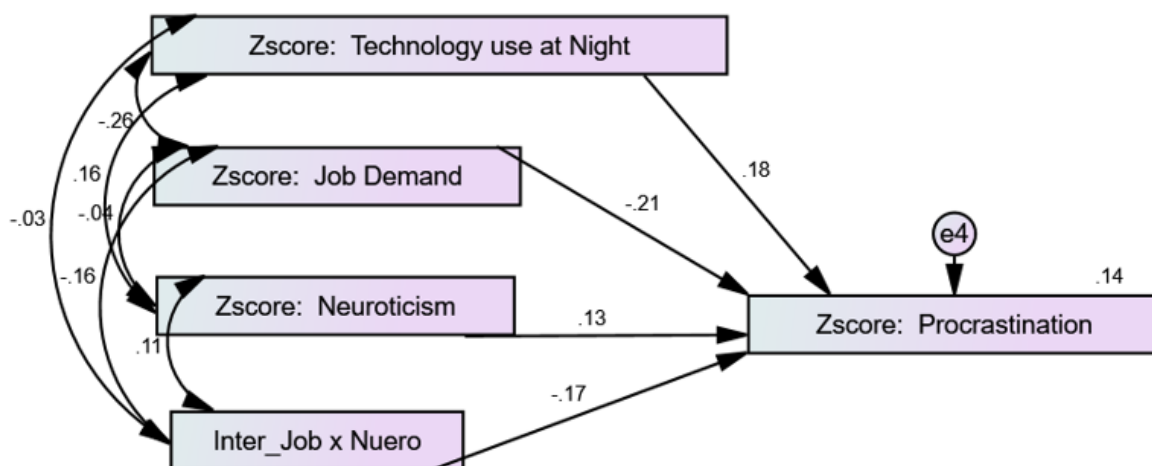 Zscore: Technology use at Night
-.26
.16
.18
Zscore: Job Demand
-.21
-.03
-.04
e4
-.16
.14
Zscore: Neuroticism
.13
Zscore: Procrastination
.11
-.17
Inter_Job x Nuero